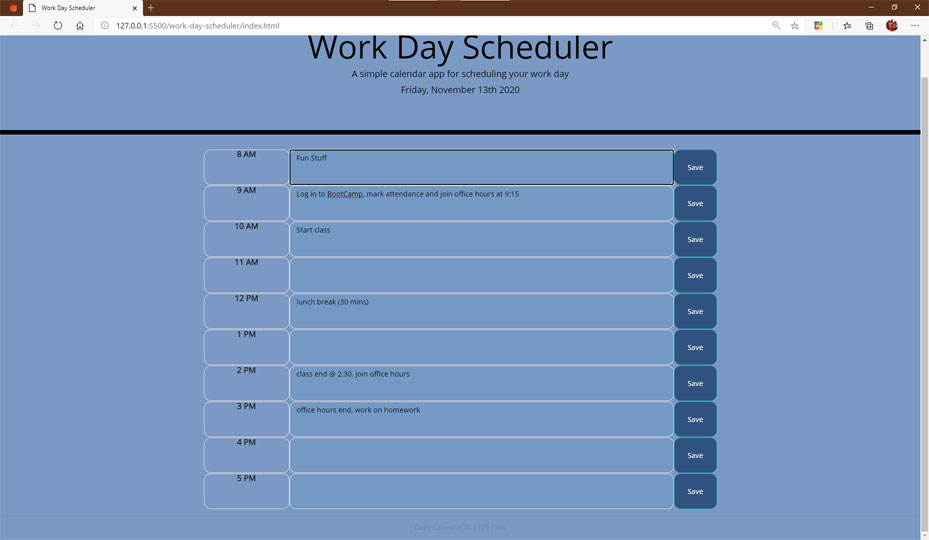 Work Day Scheduler
127.0.0.1:5500/work-day-scheduler/index.html
Work Day Scheduler
A simple calendar app for scheduling your work day
Friday, November 13th 2020
8 AM Fun Stuff Save
9 AM Log in to BootCamp, mark attendance and join office hours at 9:15 Save
10 AM Start class Save
11 AM Save
12 PM lunch break (30 mins) Save
1 PM Save
2 PM class end @ 2:30, join office hours Save
3 PM office hours end, work on homework Save
4 PM Save
5 PM Save
Daily Calendar © 2020 TMG